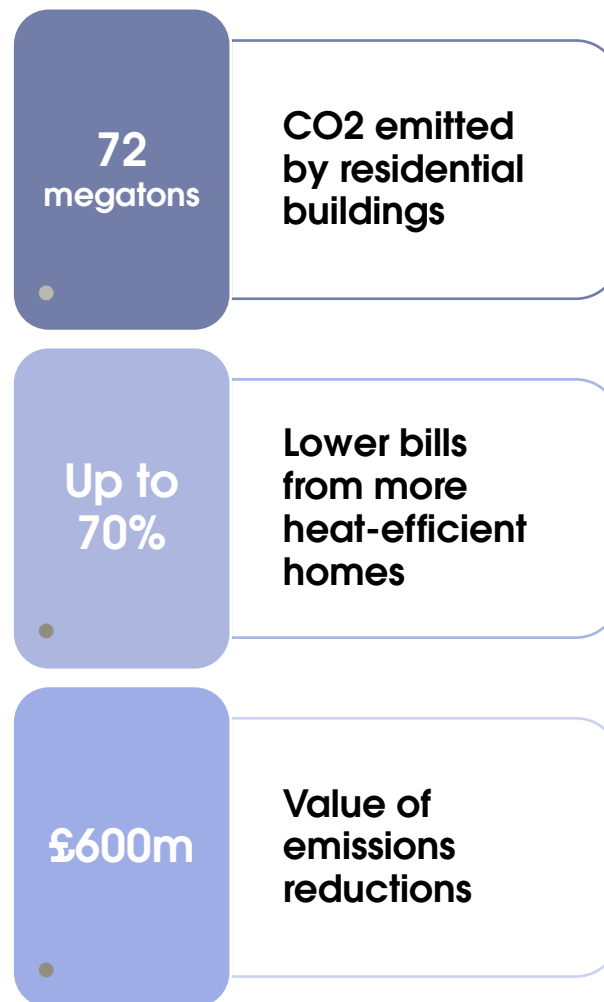 72
megatons
CO2 emitted
by residential
buildings
Up to
70%
Lower bills
from more
heat-efficient
homes
£600m
Value of
emissions
reductions